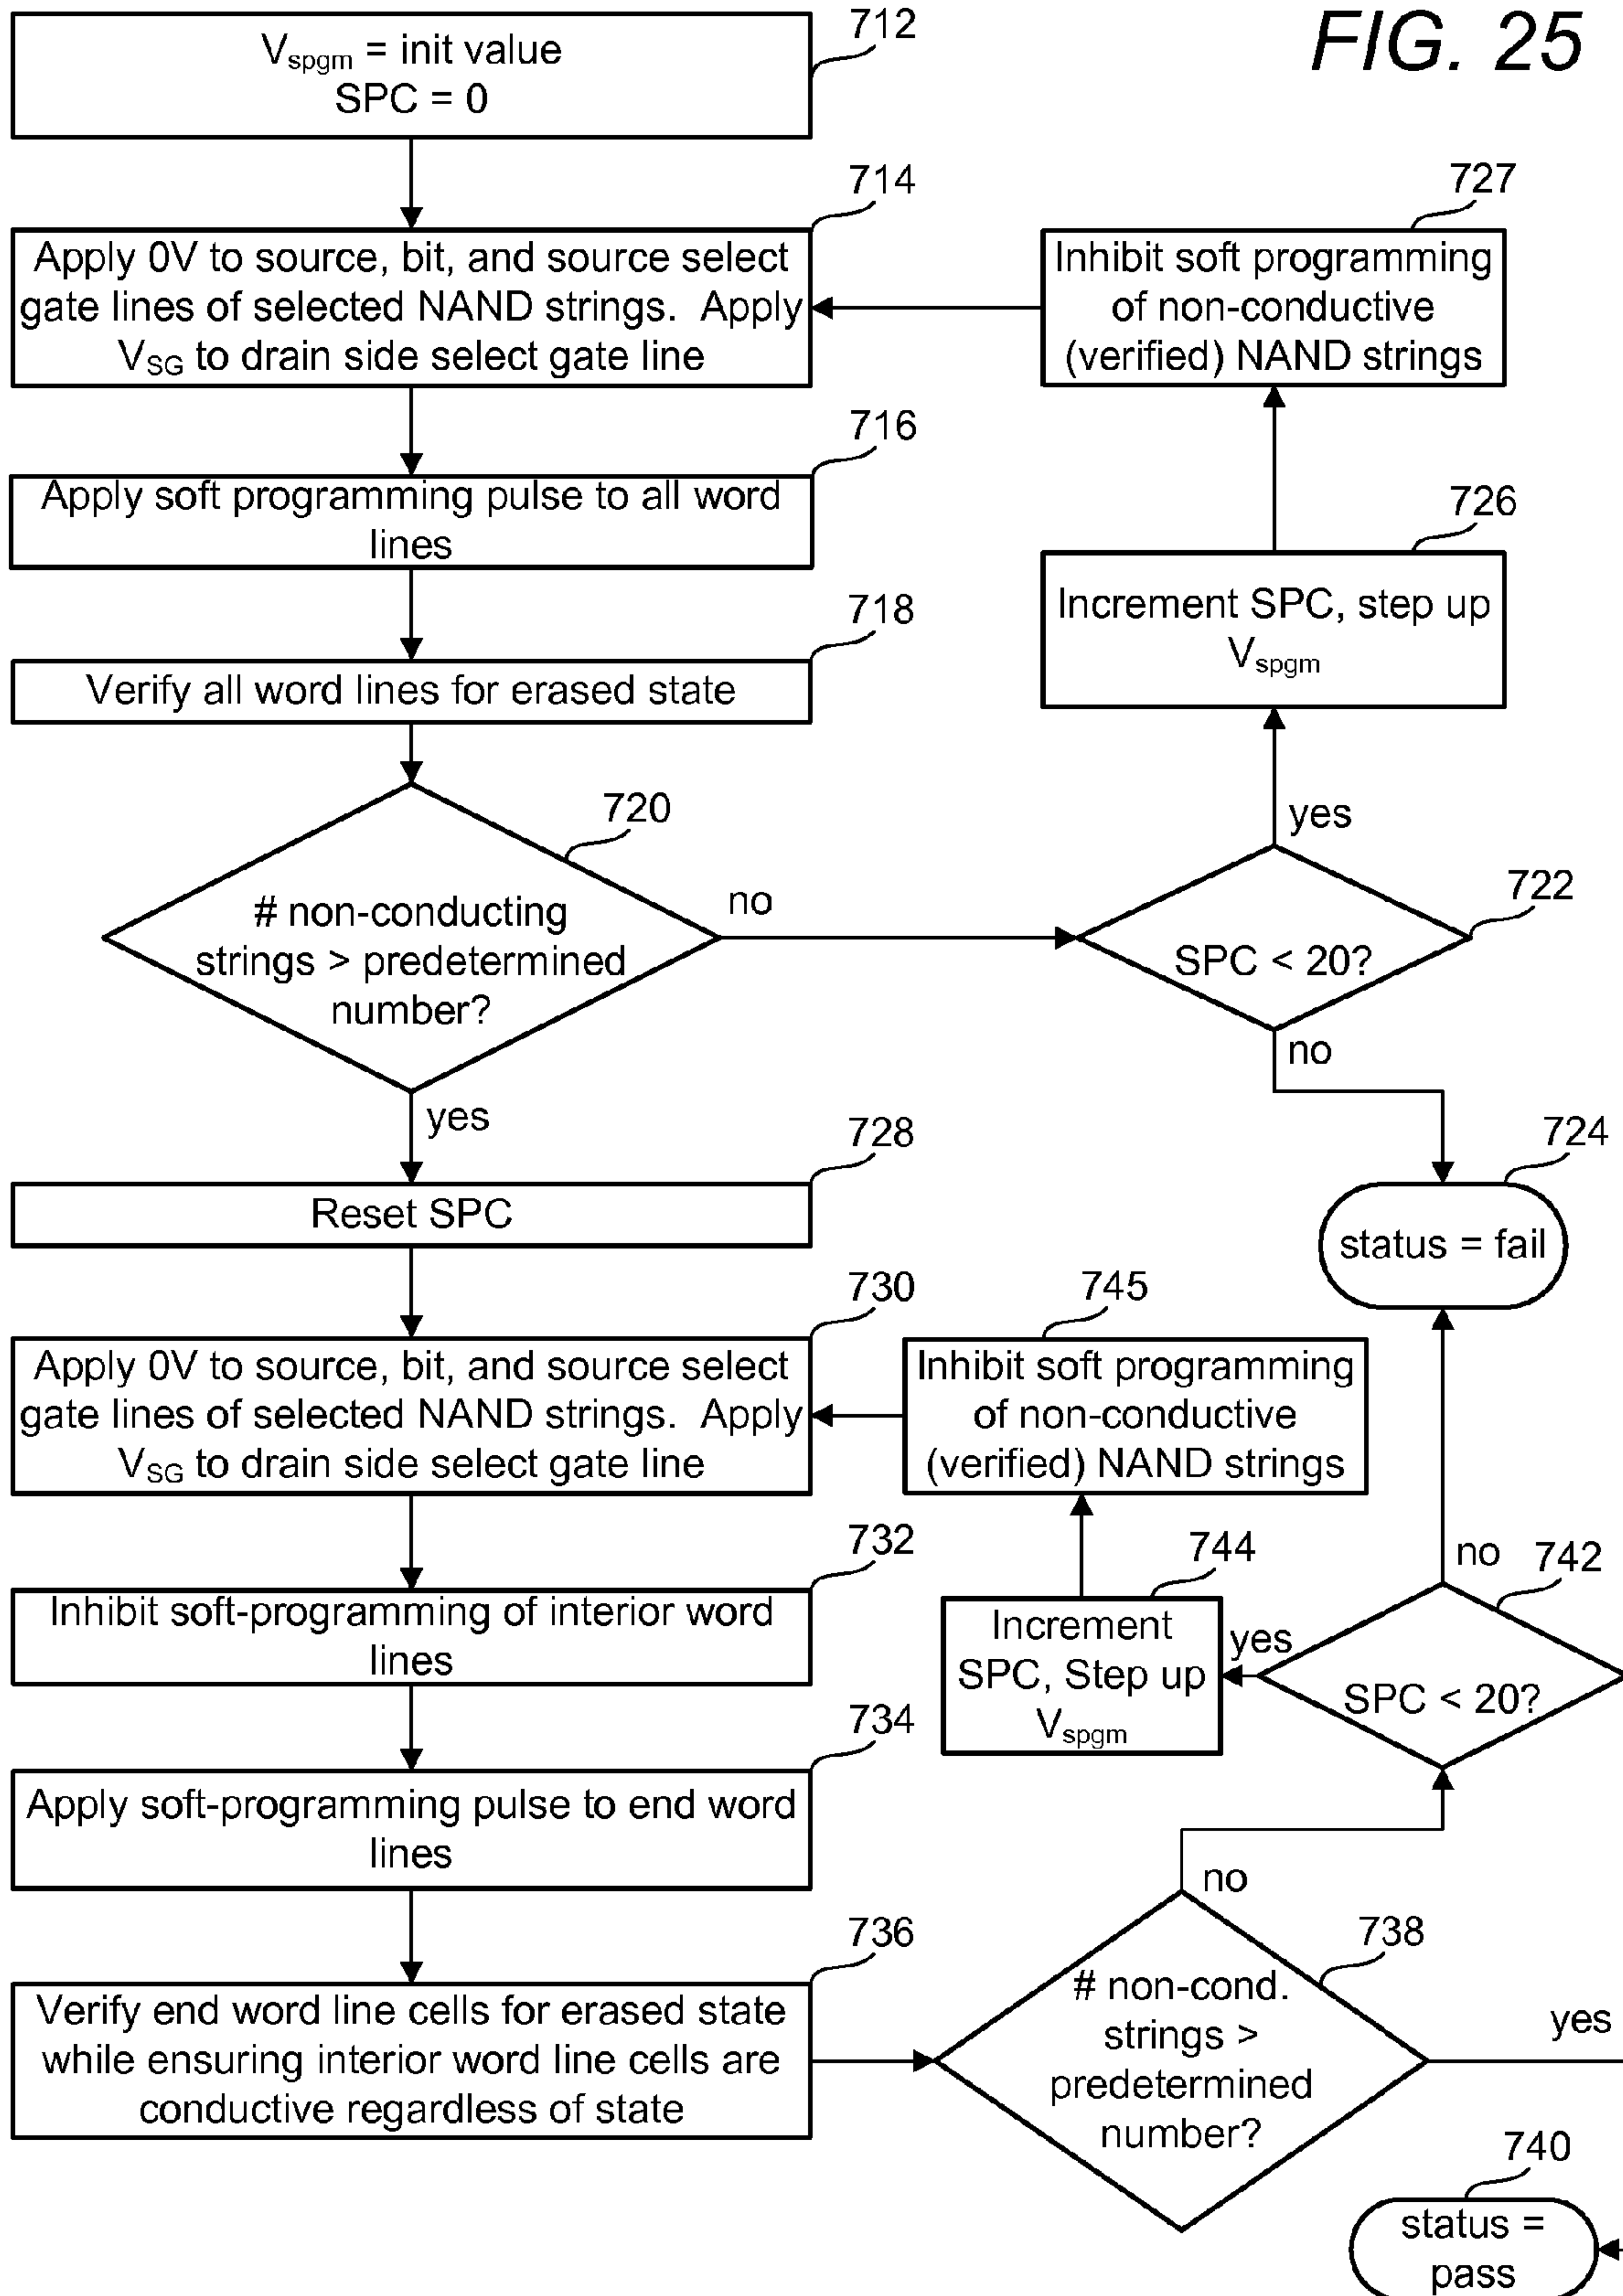 FIG. 25
712
Vspgm = init value
SPC = 0
714
Apply 0V to source, bit, and source select
gate lines of selected NAND strings. Apply
VSG to drain side select gate line
727
Inhibit soft programming
of non-conductive
(verified) NAND strings
716
Apply soft programming pulse to all word
lines
726
Increment SPC, step up
Vspgm
718
Verify all word lines for erased state
720
# non-conducting
strings > predetermined
number?
no
yes
722
SPC < 20?
no
yes
724
status = fail
728
Reset SPC
730
Apply 0V to source, bit, and source select
gate lines of selected NAND strings. Apply
VSG to drain side select gate line
745
Inhibit soft programming
of non-conductive
(verified) NAND strings
732
Inhibit soft-programming of interior word
lines
744
Increment
SPC, Step up
Vspgm
yes
no
742
SPC < 20?
734
Apply soft-programming pulse to end word
lines
736
Verify end word line cells for erased state
while ensuring interior word line cells are
conductive regardless of state
no
738
# non-cond.
strings >
predetermined
number?
yes
740
status =
pass